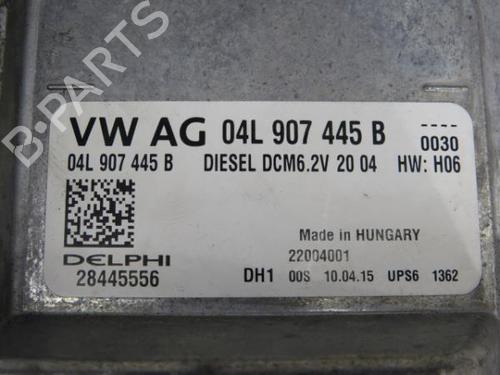 VW AG 04L 907 445 B
----
0030
04L 907 445 B DIESEL DCM6.2V 20 04 HW: H06
Made in HUNGARY
22004001
DELPHI
28445556
DH1 00S 10.04.15 UPS6 1362
B-PARTS